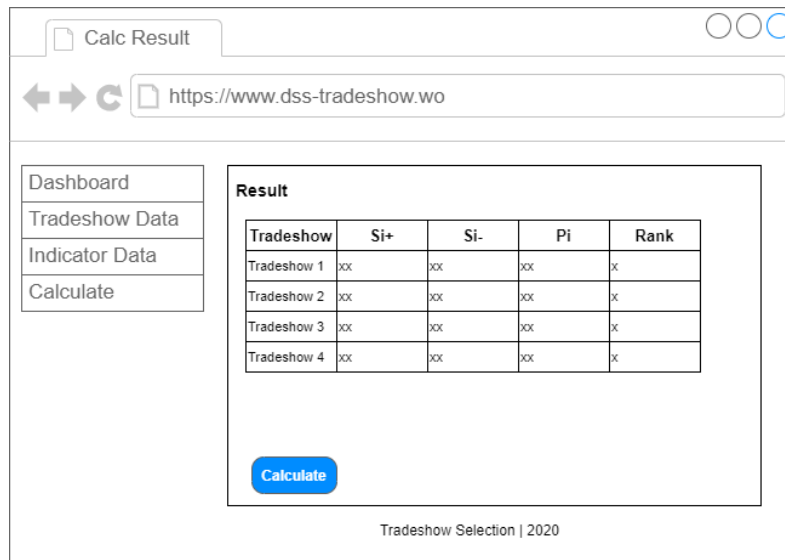 Calc Result
https://www.dss-tradeshow.wo
Dashboard
Tradeshow Data
Indicator Data
Calculate
Result
Tradeshow Si+ Si- Pi Rank
Tradeshow 1 xx xx xx x
Tradeshow 2 xx xx xx x
Tradeshow 3 xx xx xx x
Tradeshow 4 xx xx xx x
Calculate
Tradeshow Selection | 2020